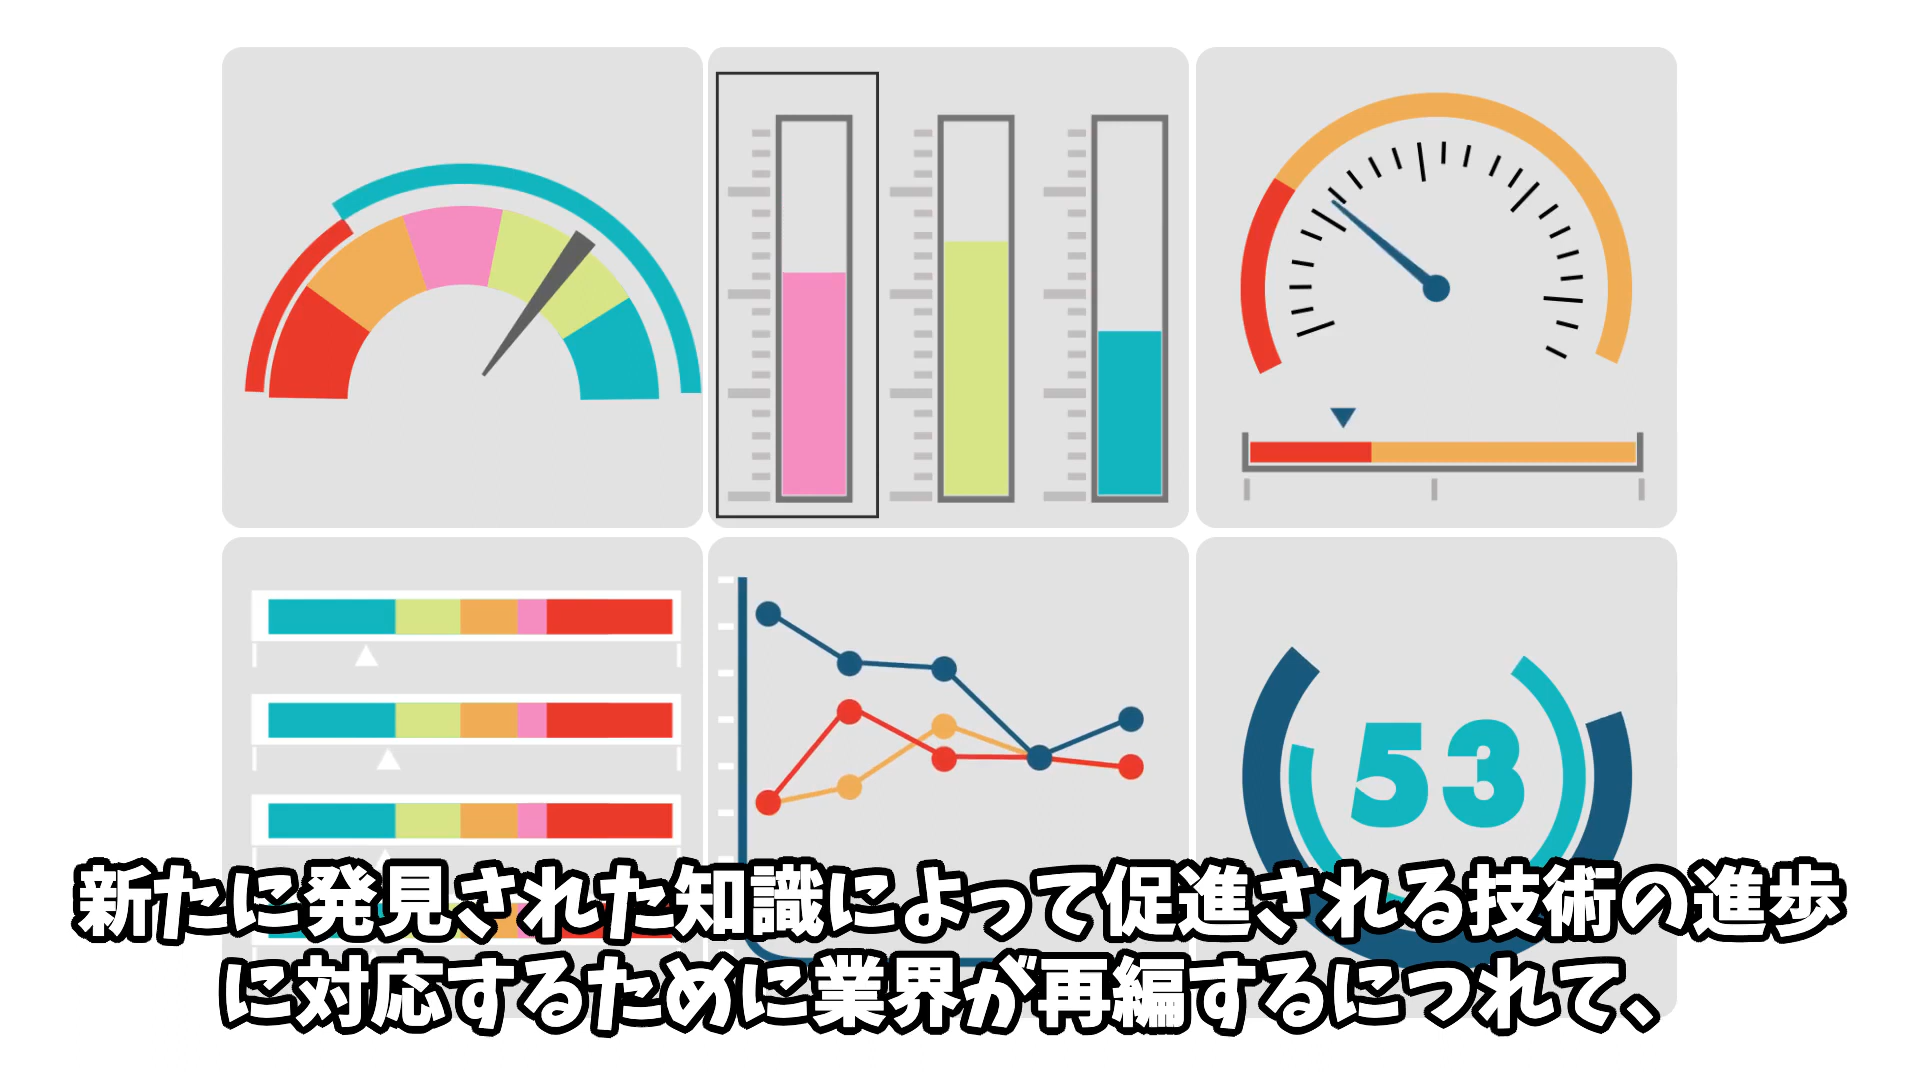 53
新たに発見された知識によって促進される技術の進歩
に対応するために業界が再編するにつれて、